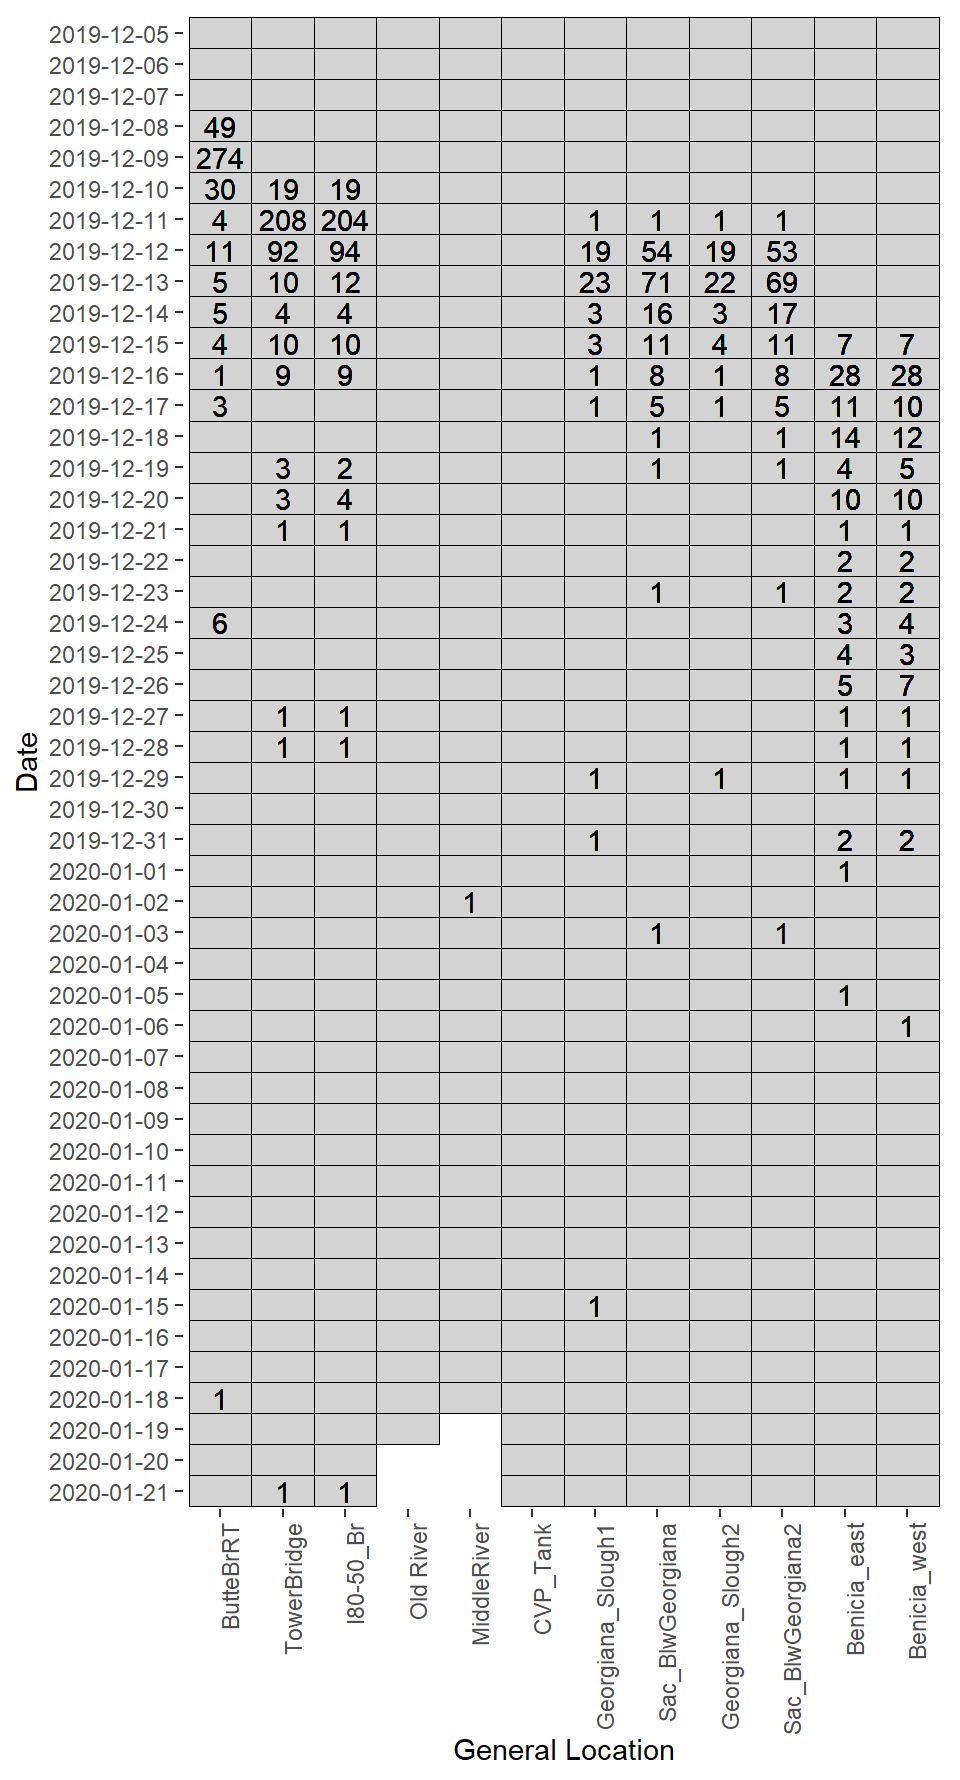 2019-12-05
2019-12-06
2019-12-07
2019-12-08 49
2019-12-09 274
2019-12-10 30 19 19
2019-12-11 4 208 204 1 1 1 1
2019-12-12 11 92 94 19 54 19 53
2019-12-13 5 10 12 23 71 22 69
2019-12-14 5 4 4 3 16 3 17
2019-12-15 4 10 10 3 11 4 11 7 7
2019-12-16 1 9 9 1 8 1 8 28 28
2019-12-17 3 1 5 1 5 11 10
2019-12-18 1 1 14 12
2019-12-19 3 2 1 1 4 5
2019-12-20 3 4 10 10
2019-12-21 1 1 1 1
2019-12-22 2 2
2019-12-23 1 1 2 2
2019-12-24 6 3 4
2019-12-25 4 3
2019-12-26 5 7
2019-12-27 1 1 1 1
2019-12-28 1 1 1 1
2019-12-29 1 1 1 1
2019-12-30
2019-12-31 1 2 2
2020-01-01 1
2020-01-02 1
2020-01-03 1 1
2020-01-04
2020-01-05 1
2020-01-06 1
2020-01-07
2020-01-08
2020-01-09
2020-01-10
2020-01-11
2020-01-12
2020-01-13
2020-01-14
2020-01-15 1
2020-01-16
2020-01-17
2020-01-18 1
2020-01-19
2020-01-20
2020-01-21 1 1
Date
ButteBrRT
TowerBridge
I80-50_Br
Old River
MiddleRiver
CVP_Tank
Georgiana_Slough1
Sac_BlwGeorgiana
Georgiana_Slough2
Sac_BlwGeorgiana2
Benicia_east
Benicia_west
General Location